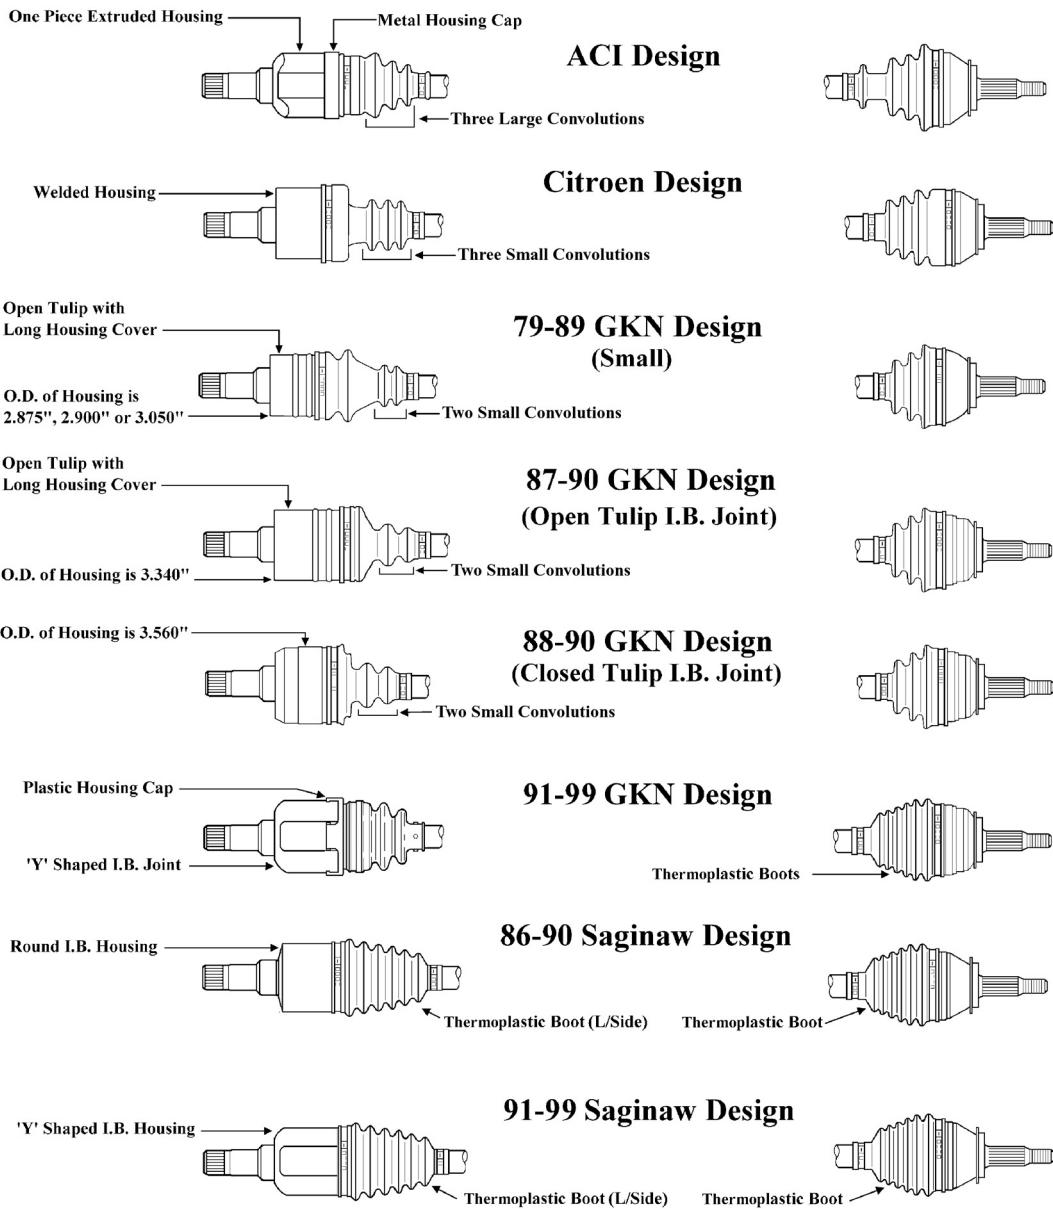 One Piece Extruded Housing
Metal Housing Cap
ACI Design
Three Large Convolutions
Citroen Design
Welded Housing
Three Small Convolutions
Open Tulip with
Long Housing Cover
79-89 GKN Design
(Small)
O.D. of Housing is
2.875", 2.900" or 3.050"
Two Small Convolutions
Open Tulip with
Long Housing Cover
87-90 GKN Design
(Open Tulip I.B. Joint)
O.D. of Housing is 3.340"
Two Small Convolutions
O.D. of Housing is 3.560"
88-90 GKN Design
(Closed Tulip I.B. Joint)
Two Small Convolutions
Plastic Housing Cap
91-99 GKN Design
'Y' Shaped I.B. Joint
Thermoplastic Boots
86-90 Saginaw Design
Round I.B. Housing
Thermoplastic Boot (L/Side)
Thermoplastic Boot
91-99 Saginaw Design
'Y' Shaped I.B. Housing
Thermoplastic Boot (L/Side)
Thermoplastic Boot